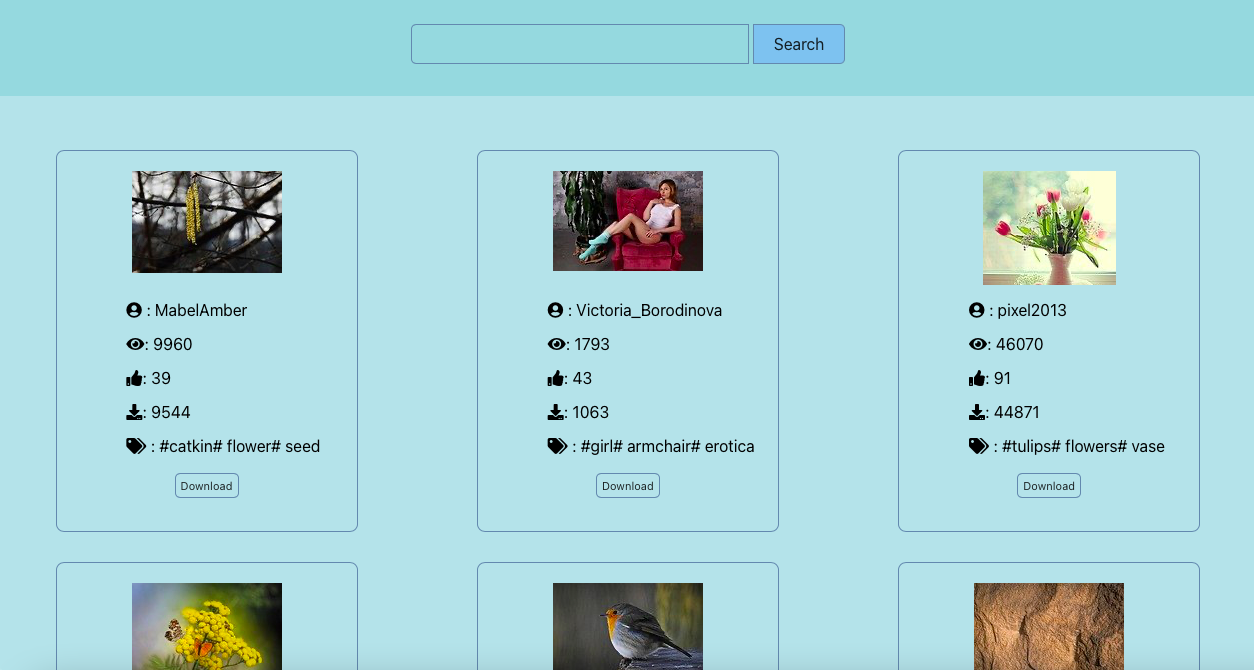 Search
: MabelAmber
: 9960
: 39
: 9544
: #catkin# flower# seed
Download
: Victoria_Borodinova
: 1793
: 43
: 1063
: #girl# armchair# erotica
Download
: pixel2013
: 46070
: 91
: 44871
: #tulips# flowers# vase
Download